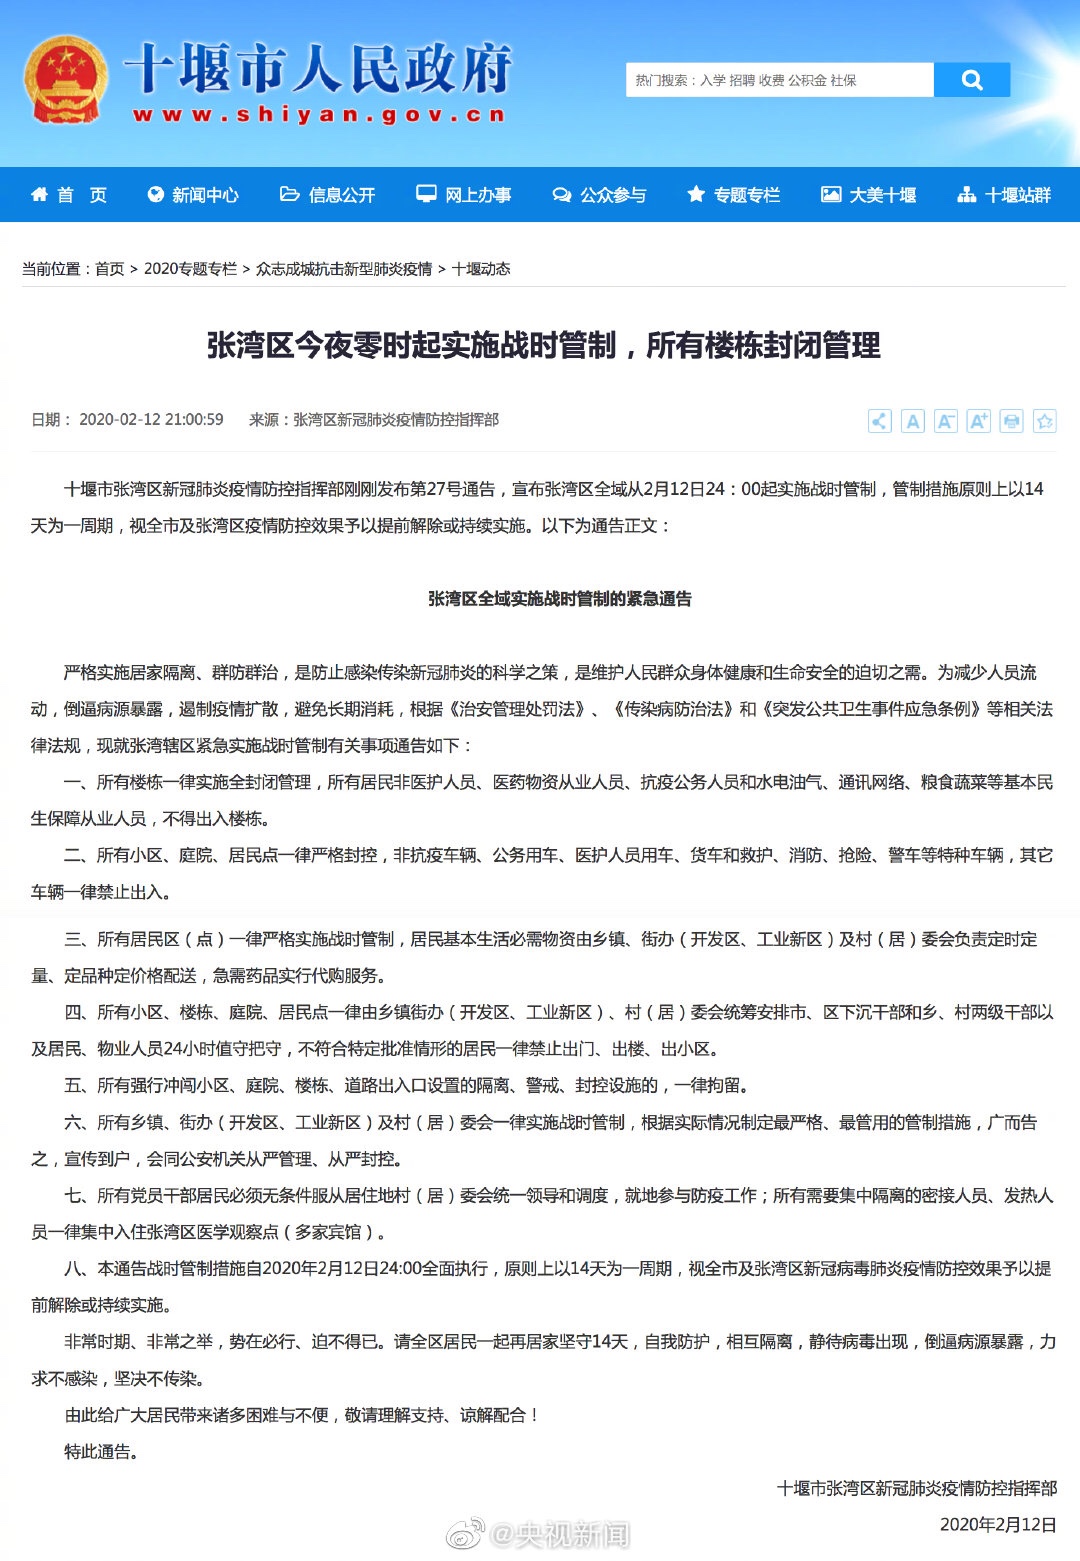 十堰市人民政府
www.shiyan.gov.cn
热门搜索：入学 招聘 收费 公积金 社保
首 页 新闻中心 信息公开 网上办事 公众参与 专题专栏 大美十堰 十堰站群
当前位置：首页 > 2020专题专栏 > 众志成城抗击新型肺炎疫情 > 十堰动态
张湾区今夜零时起实施战时管制，所有楼栋封闭管理
日期： 2020-02-12 21:00:59 来源：张湾区新冠肺炎疫情防控指挥部
A A- A+
十堰市张湾区新冠肺炎疫情防控指挥部刚刚发布第27号通告，宣布张湾区全域从2月12日24：00起实施战时管制，管制措施原则上以14
天为一周期，视全市及张湾区疫情防控效果予以提前解除或持续实施。以下为通告正文：
张湾区全域实施战时管制的紧急通告
严格实施居家隔离、群防群治，是防止感染传染新冠肺炎的科学之策，是维护人民群众身体健康和生命安全的迫切之需。为减少人员流
动，倒逼病源暴露，遏制疫情扩散，避免长期消耗，根据《治安管理处罚法》、《传染病防治法》和《突发公共卫生事件应急条例》等相关法
律法规，现就张湾辖区紧急实施战时管制有关事项通告如下：
一、所有楼栋一律实施全封闭管理，所有居民非医护人员、医药物资从业人员、抗疫公务人员和水电油气、通讯网络、粮食蔬菜等基本民
生保障从业人员，不得出入楼栋。
二、所有小区、庭院、居民点一律严格封控，非抗疫车辆、公务用车、医护人员用车、货车和救护、消防、抢险、警车等特种车辆，其它
车辆一律禁止出入。
三、所有居民区（点）一律严格实施战时管制，居民基本生活必需物资由乡镇、街办（开发区、工业新区）及村（居）委会负责定时定
量、定品种定价格配送，急需药品实行代购服务。
四、所有小区、楼栋、庭院、居民点一律由乡镇街办（开发区、工业新区）、村（居）委会统筹安排市、区下沉干部和乡、村两级干部以
及居民、物业人员24小时值守把守，不符合特定批准情形的居民一律禁止出门、出楼、出小区。
五、所有强行冲闯小区、庭院、楼栋、道路出入口设置的隔离、警戒、封控设施的，一律拘留。
六、所有乡镇、街办（开发区、工业新区）及村（居）委会一律实施战时管制，根据实际情况制定最严格、最管用的管制措施，广而告
之，宣传到户，会同公安机关从严管理、从严封控。
七、所有党员干部居民必须无条件服从居住地村（居）委会统一领导和调度，就地参与防疫工作；所有需要集中隔离的密接人员、发热人
员一律集中入住张湾区医学观察点（多家宾馆）。
八、本通告战时管制措施自2020年2月12日24:00全面执行，原则上以14天为一周期，视全市及张湾区新冠病毒肺炎疫情防控效果予以提
前解除或持续实施。
非常时期、非常之举，势在必行、迫不得已。请全区居民一起再居家坚守14天，自我防护，相互隔离，静待病毒出现，倒逼病源暴露，力
求不感染，坚决不传染。
由此给广大居民带来诸多困难与不便，敬请理解支持、谅解配合！
特此通告。
十堰市张湾区新冠肺炎疫情防控指挥部
2020年2月12日
@央视新闻